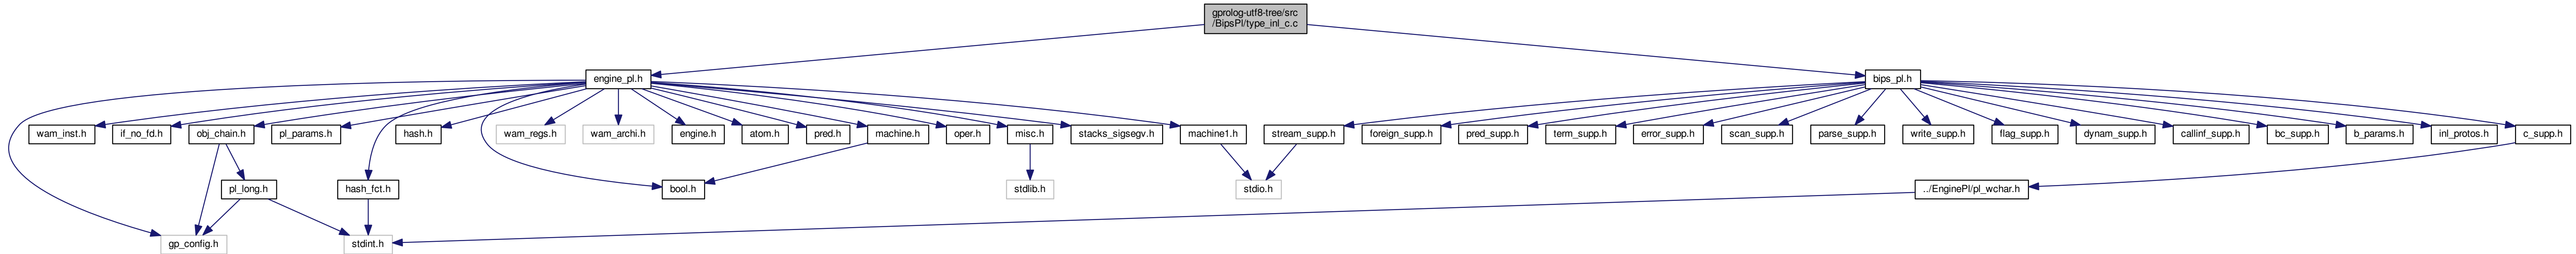 gprolog-utf8-tree/src
/BipsPl/type_inl_c.c
engine_pl.h
bips_pl.h
wam_inst.h
if_no_fd.h
obj_chain.h
pl_params.h
hash.h
wam_regs.h
wam_archi.h
engine.h
atom.h
pred.h
machine.h
oper.h
misc.h
stacks_sigsegv.h
machine1.h
stream_supp.h
foreign_supp.h
pred_supp.h
term_supp.h
error_supp.h
scan_supp.h
parse_supp.h
write_supp.h
flag_supp.h
dynam_supp.h
callinf_supp.h
bc_supp.h
b_params.h
inl_protos.h
c_supp.h
pl_long.h
hash_fct.h
bool.h
stdlib.h
stdio.h
../EnginePl/pl_wchar.h
gp_config.h
stdint.h